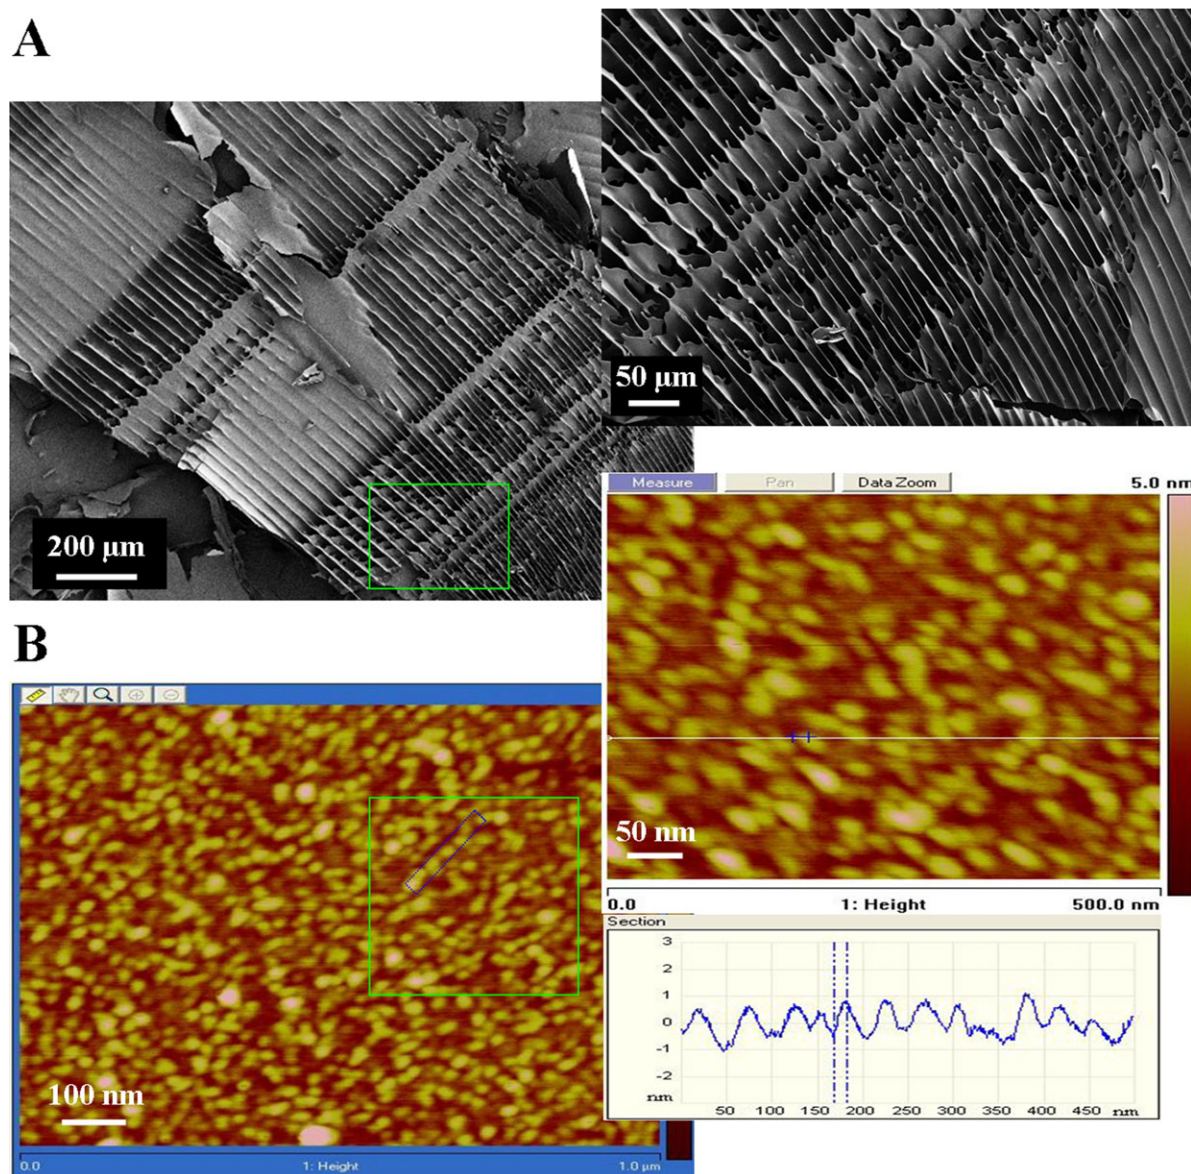 A
200 μm
50 μm
B
0.0
1: Height
1.0 μm
100 nm
Measure
Pan
Data Zoom
5.0 nm
50 nm
0.0
1: Height
500.0 nm
Section
3
2
1
0
-1
-2
nm
50
100
150
200
250
300
350
400
450
nm